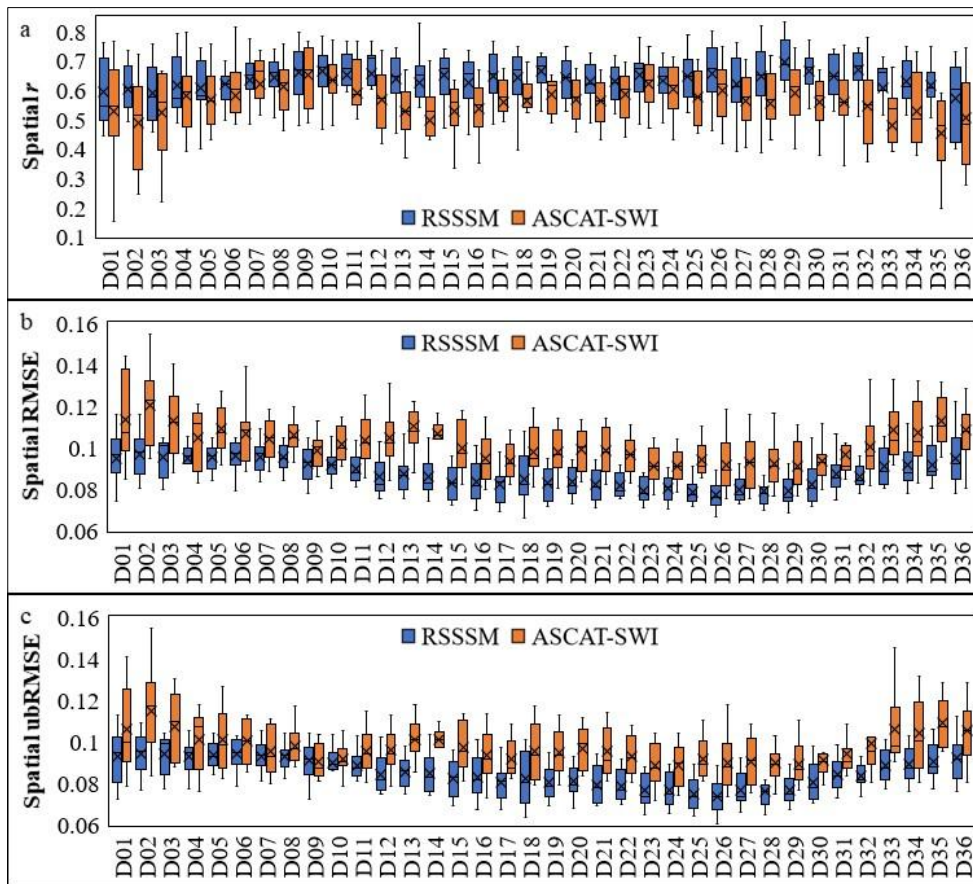 a
Spatial r
0.8
0.7
0.6
0.5
0.4
0.3
0.2
0.1
RSSSM ASCAT-SWI
D01 D02 D03 D04 D05 D06 D07 D08 D09 D10 D11 D12 D13 D14 D15 D16 D17 D18 D19 D20 D21 D22 D23 D24 D25 D26 D27 D28 D29 D30 D31 D32 D33 D34 D35 D36
b
Spatial RMSE
0.16
0.14
0.12
0.1
0.08
0.06
RSSSM ASCAT-SWI
D01 D02 D03 D04 D05 D06 D07 D08 D09 D10 D11 D12 D13 D14 D15 D16 D17 D18 D19 D20 D21 D22 D23 D24 D25 D26 D27 D28 D29 D30 D31 D32 D33 D34 D35 D36
c
Spatial ubRMSE
0.16
0.14
0.12
0.1
0.08
0.06
RSSSM ASCAT-SWI
D01 D02 D03 D04 D05 D06 D07 D08 D09 D10 D11 D12 D13 D14 D15 D16 D17 D18 D19 D20 D21 D22 D23 D24 D25 D26 D27 D28 D29 D30 D31 D32 D33 D34 D35 D36